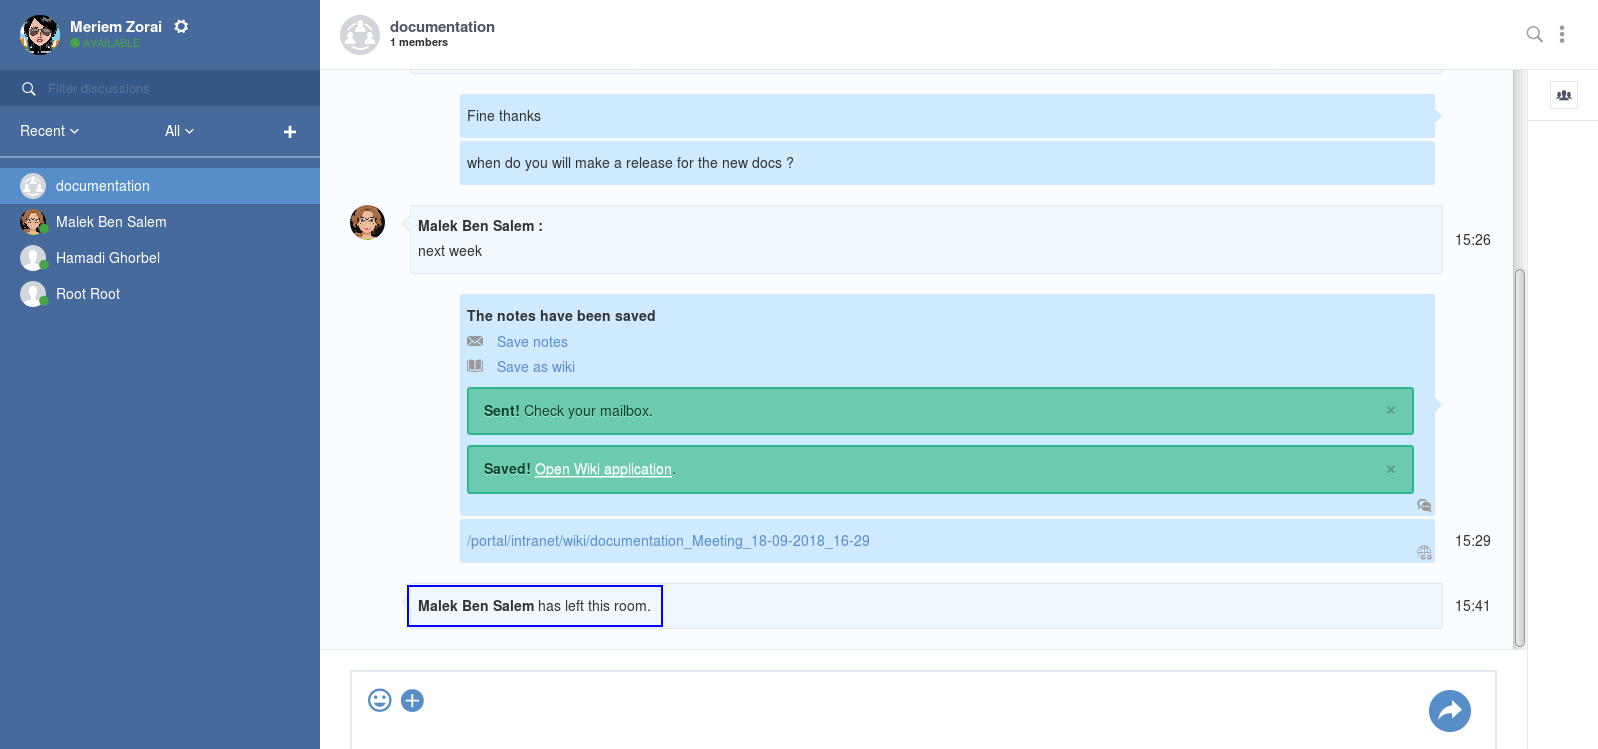 Meriem Zorai
AVAILABLE
Filter discussions
Recent All
documentation
Malek Ben Salem
Hamadi Ghorbel
Root Root
documentation
1 members
Fine thanks
when do you will make a release for the new docs ?
Malek Ben Salem :
next week
15:26
The notes have been saved
Save notes
Save as wiki
Sent! Check your mailbox.
Saved! Open Wiki application.
/portal/intranet/wiki/documentation_Meeting_18-09-2018_16-29
15:29
Malek Ben Salem has left this room.
15:41